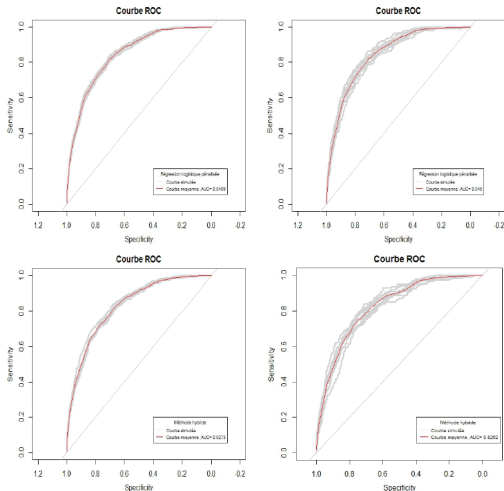 Courbe ROC
Sensitivity
0.0 0.2 0.4 0.6 0.8 1.0
Régression logistique pénalisée
Courbe simulée
Courbe moyenne AUC=
1.2 1.0 0.8 0.6 0.4 0.2 0.0 -0.2
Specificity
Courbe ROC
Sensitivity
0.0 0.2 0.4 0.6 0.8 1.0
Régression logistique pénalisée
Courbe simulée
Courbe moyenne AUC=
1.2 1.0 0.8 0.6 0.4 0.2 0.0 -0.2
Specificity
Courbe ROC
Sensitivity
0.0 0.2 0.4 0.6 0.8 1.0
Méthode hybride
Courbe simulée
Courbe moyenne AUC=
1.2 1.0 0.8 0.6 0.4 0.2 0.0 -0.2
Specificity
Courbe ROC
Sensitivity
0.0 0.2 0.4 0.6 0.8 1.0
Méthode hybride
Courbe simulée
Courbe moyenne AUC=
1.0 0.8 0.6 0.4 0.2 0.0
Specificity